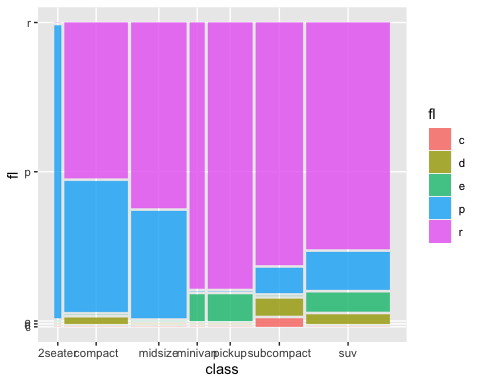 r
p
fl
2seater compact midsize minivan pickup subcompact suv
class
fl
c
d
e
p
r